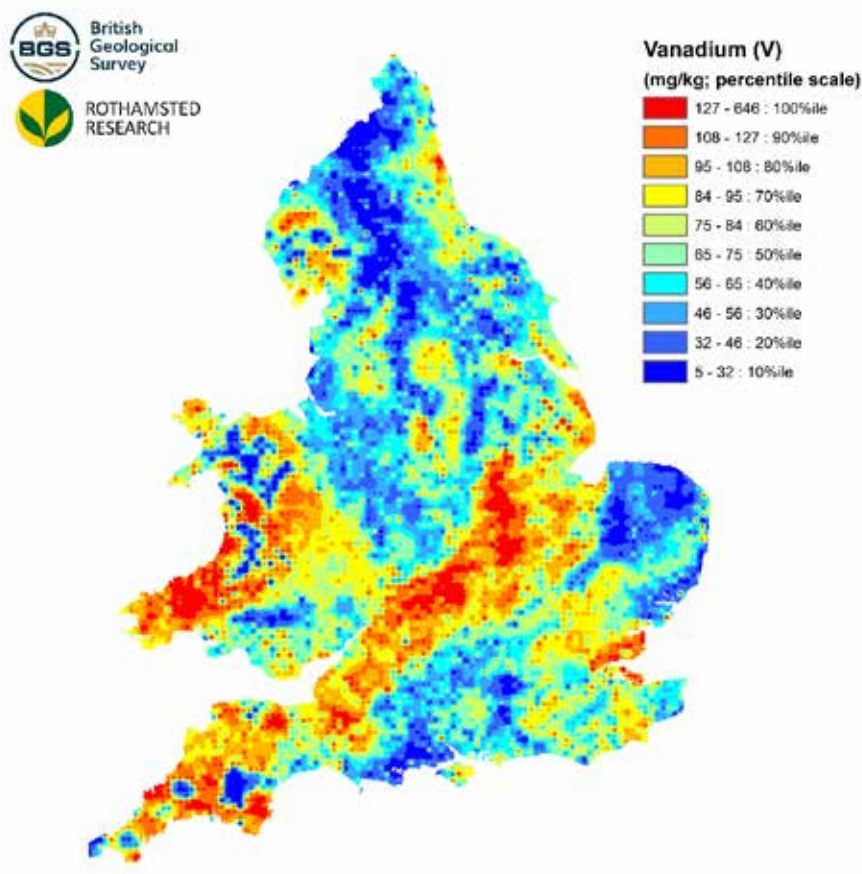 BGS
British
Geological
Survey
ROTHAMSTED
RESEARCH
Vanadium (V)
(mg/kg; percentile scale)
127 - 646 : 100%ile
108 - 127 : 90%ile
95 - 108 : 80%ile
84 - 95 : 70%ile
75 - 84 : 60%ile
65 - 75 : 50%ile
56 - 65 : 40%ile
46 - 56 : 30%ile
32 - 46 : 20%ile
5 - 32 : 10%ile